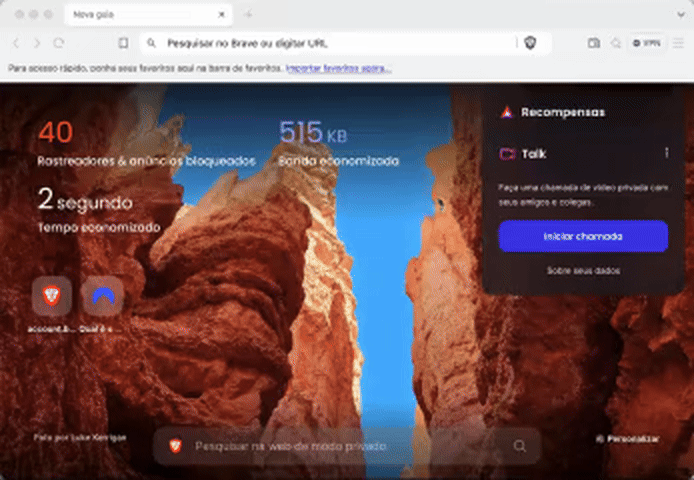 Nova guia
Pesquisar no Brave ou digitar URL
VPN
Para acesso rápido, ponha seus favoritos aqui na barra de favoritos. Importar favoritos agora...
40
Rastreadores & anúncios bloqueados
515 KB
Banda economizada
2 segundo
Tempo economizado
Recompensas
Talk
Faça uma chamada de vídeo privada com
seus amigos e colegas.
Iniciar chamada
Sobre seus dados
account.b... Qual é o ...
Foto por Luke Kerrigan
Pesquisar na web de modo privado
Personalizar